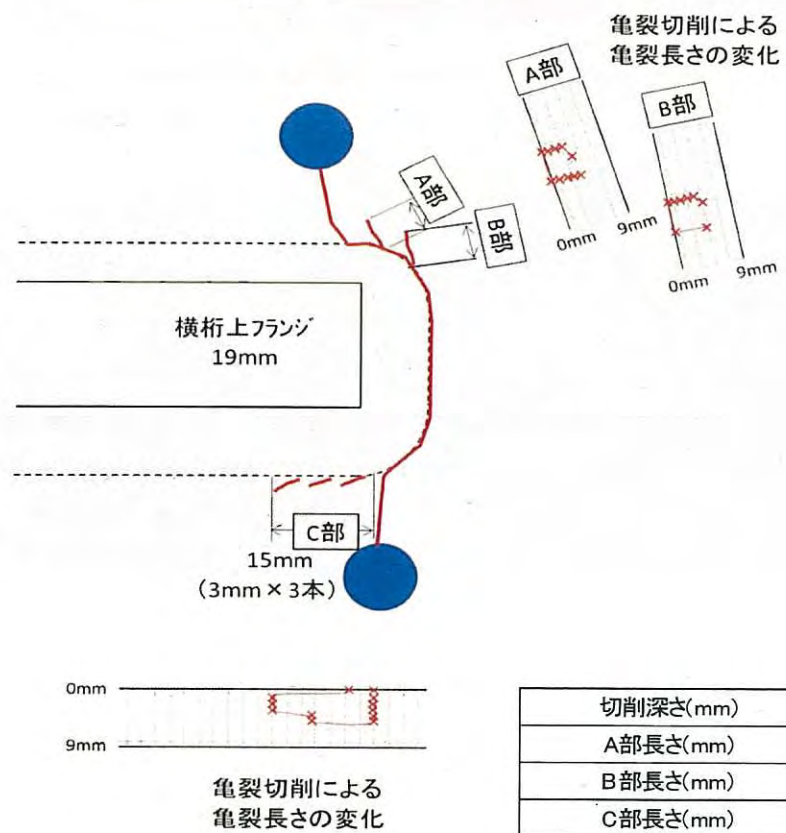 亀裂切削による
亀裂長さの変化
A部
B部
0mm
9mm
0mm
9mm
A部
B部
横桁上フランジ
19mm
C部
15mm
(3mm×3本)
0mm
9mm
亀裂切削による
亀裂長さの変化
切削深さ(mm)
A部長さ(mm)
B部長さ(mm)
C部長さ(mm)